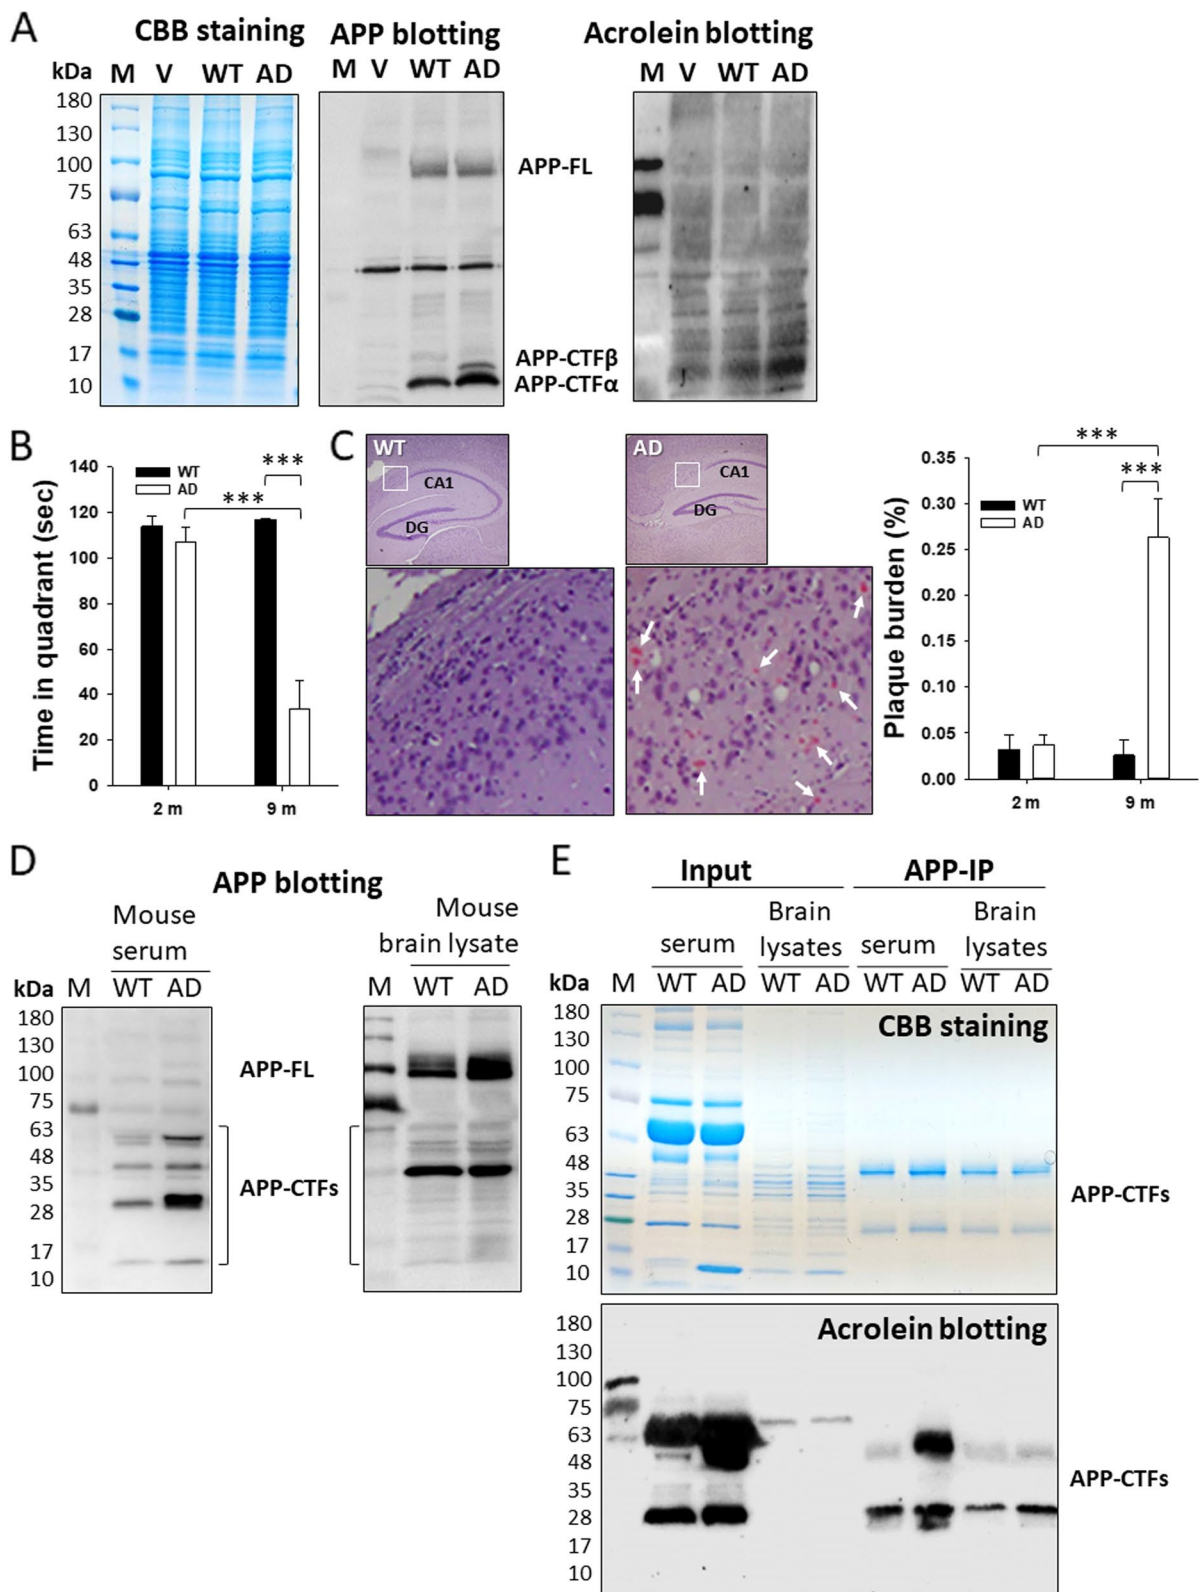 A
CBB staining
APP blotting
Acrolein blotting
kDa M V WT AD
M V WT AD
M V WT AD
180
130
100
75
63
48
35
28
17
10
APP-FL
APP-CTFβ
APP-CTFα
B
Time in quadrant (sec)
140
120
100
80
60
40
20
0
WT
AD
***
***
2 m
9 m
C
WT
CA1
DG
AD
CA1
DG
Plaque burden (%)
0.35
0.30
0.25
0.20
0.15
0.10
0.05
0.00
WT
AD
***
***
2 m
9 m
D
APP blotting
Mouse
serum
Mouse
brain lysate
kDa M WT AD
M WT AD
180
130
100
75
63
48
35
28
17
10
APP-FL
APP-CTFs
E
Input
APP-IP
serum
Brain
lysates
serum
Brain
lysates
kDa M WT AD WT AD WT AD WT AD
180
130
100
75
63
48
35
28
17
10
CBB staining
APP-CTFs
180
130
100
75
63
48
35
28
17
10
Acrolein blotting
APP-CTFs